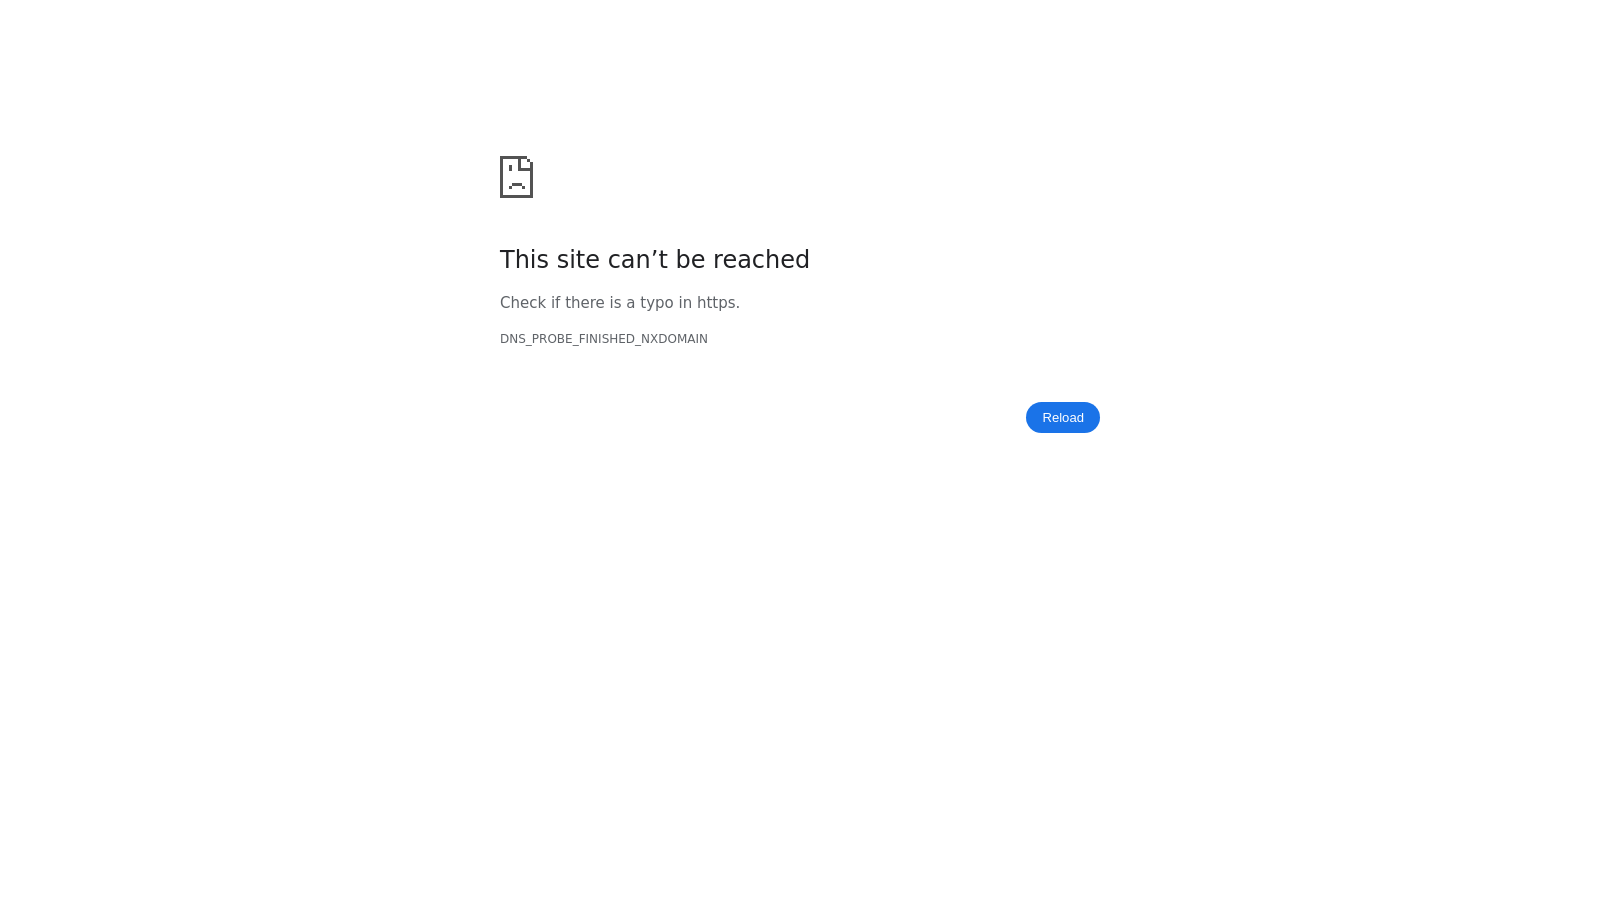 This site can’t be reached
Check if there is a typo in https.
DNS_PROBE_FINISHED_NXDOMAIN
Reload